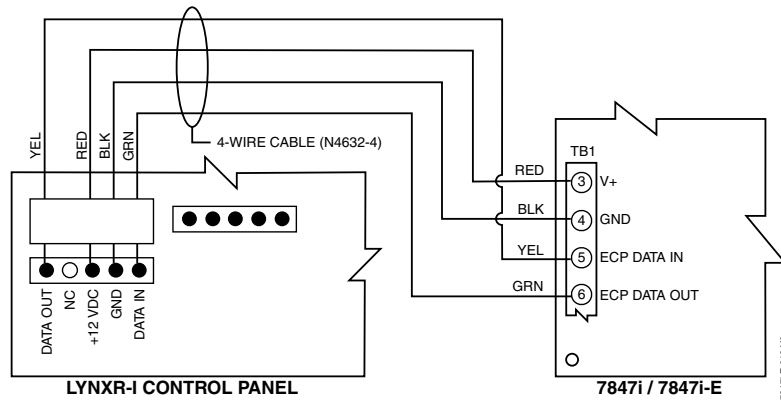 YEL
RED
BLK
GRN
4-WIRE CABLE (N4632-4)
TB1
RED
3
V+
BLK
4
GND
YEL
5
ECP DATA IN
GRN
6
ECP DATA OUT
DATA OUT
NC
+12 VDC
GND
DATA IN
LYNXR-I CONTROL PANEL
7847i / 7847i-E